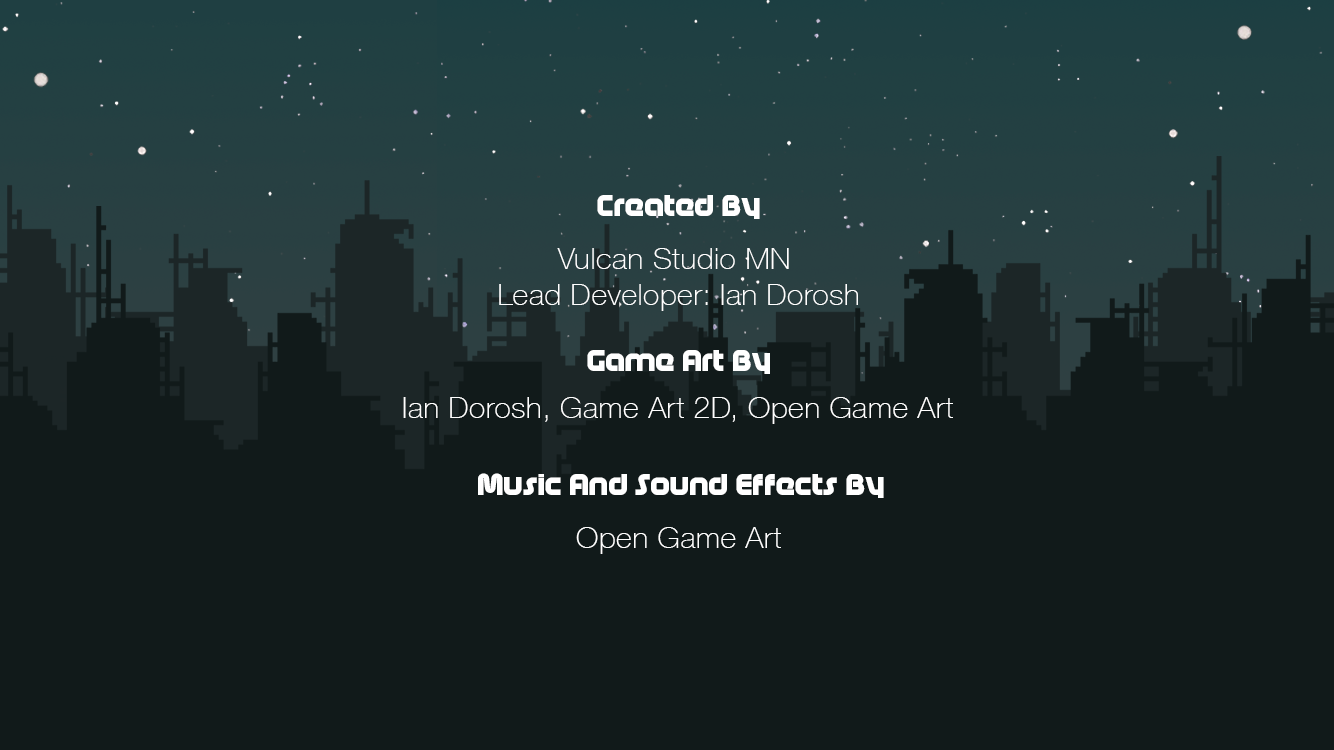 Created By
Vulcan Studio MN
Lead Developer: Ian Dorosh
Game Art By
Ian Dorosh, Game Art 2D, Open Game Art
Music And Sound Effects By
Open Game Art